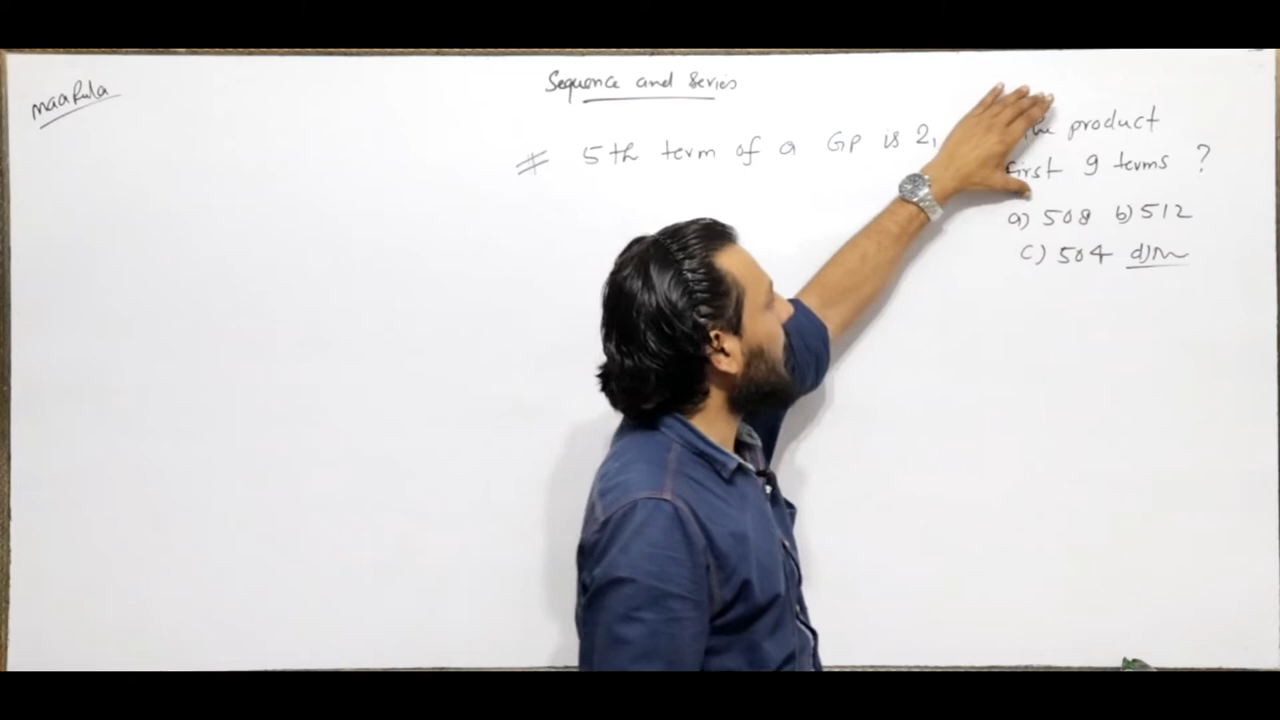 maaRula
Sequence and Series
# 5th term of a GP is 2, the product
first 9 terms ?
a) 508 b) 512
c) 504 d)